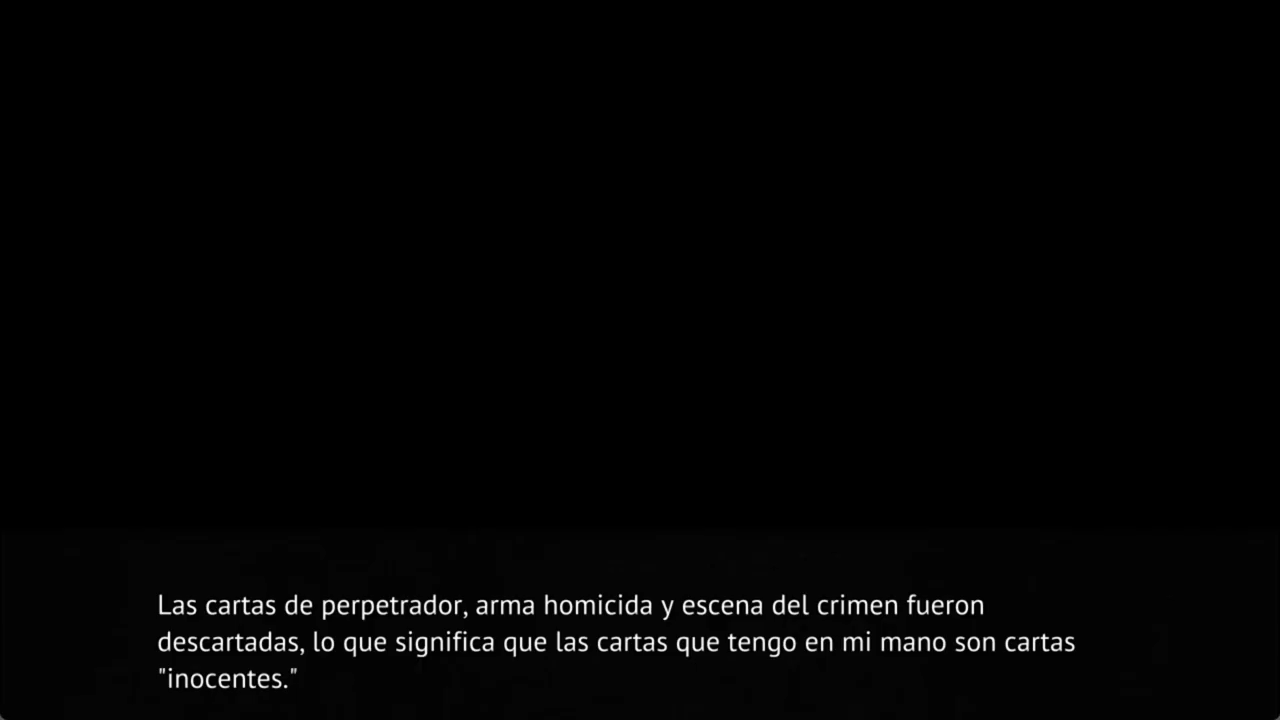 Las cartas de perpetrador, arma homicida y escena del crimen fueron
descartadas, lo que significa que las cartas que tengo en mi mano son cartas
"inocentes."